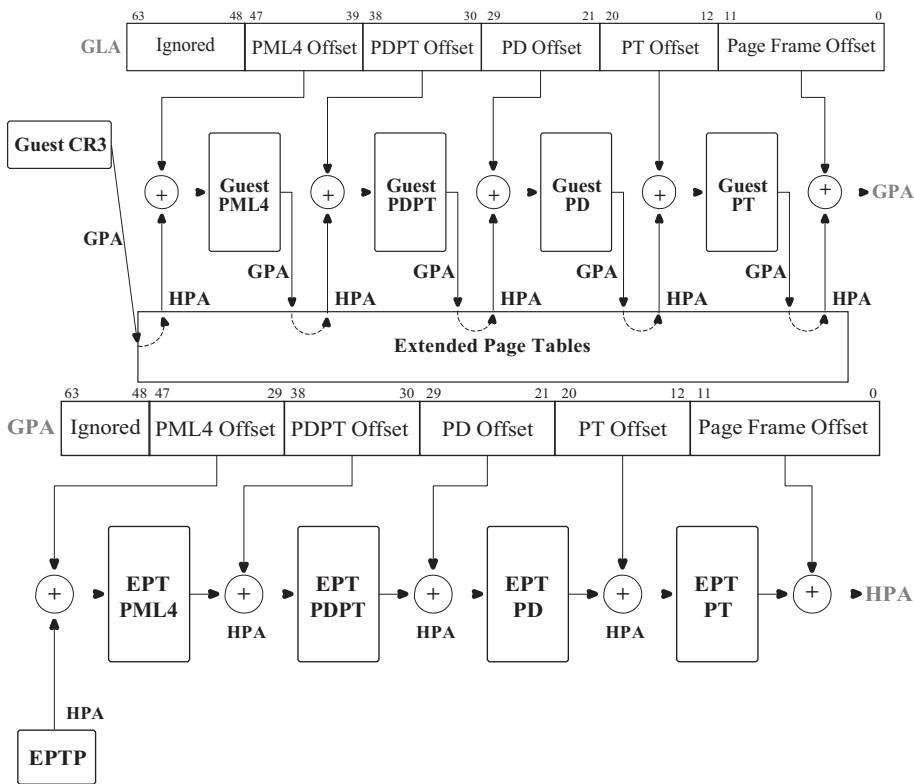 63 48 47 39 38 30 29 21 20 12 11 0
GLA Ignored PML4 Offset PDPT Offset PD Offset PT Offset Page Frame Offset
Guest CR3
Guest PML4
Guest PDPT
Guest PD
Guest PT
+ + + + +
GPA
GPA GPA GPA GPA GPA
HPA HPA HPA HPA HPA
Extended Page Tables
63 48 47 29 38 30 29 21 20 12 11 0
GPA Ignored PML4 Offset PDPT Offset PD Offset PT Offset Page Frame Offset
+ + + + +
EPT PML4
EPT PDPT
EPT PD
EPT PT
HPA
HPA HPA HPA
HPA
EPTP